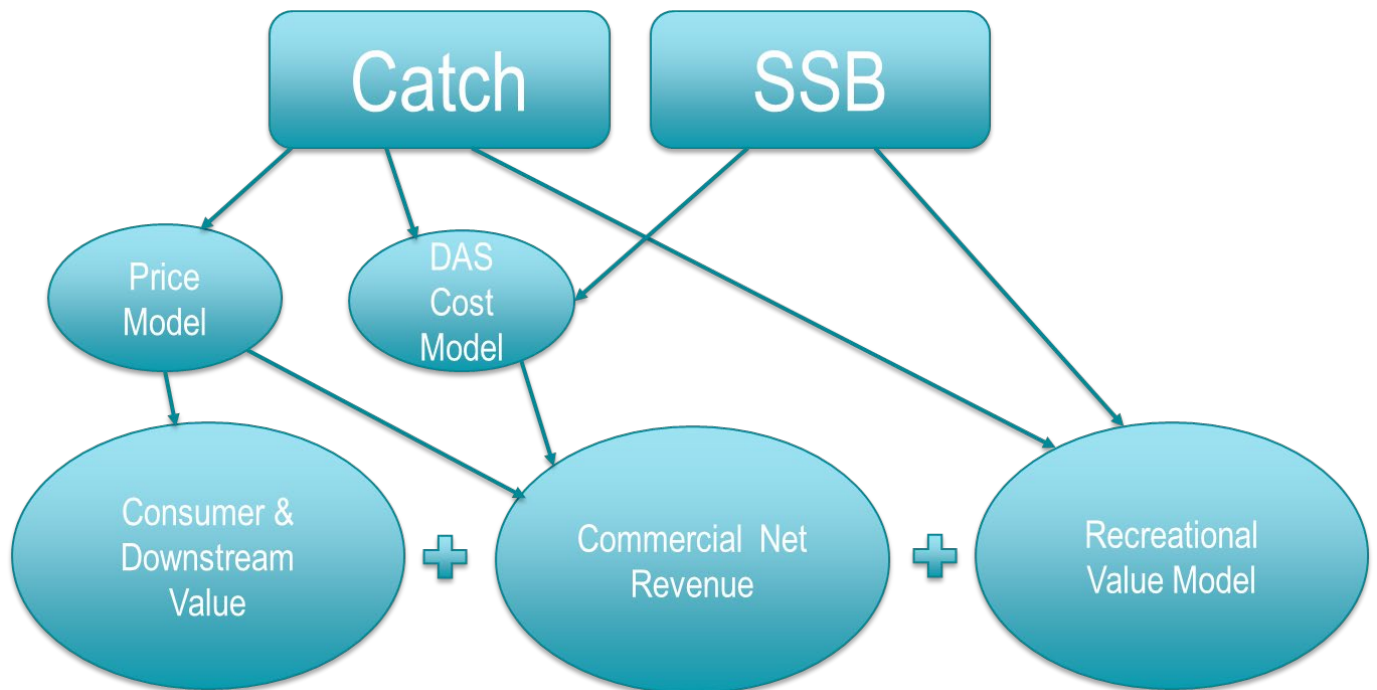 Catch
SSB
Price
Model
DAS
Cost
Model
Consumer &
Downstream
Value
Commercial Net
Revenue
Recreational
Value Model